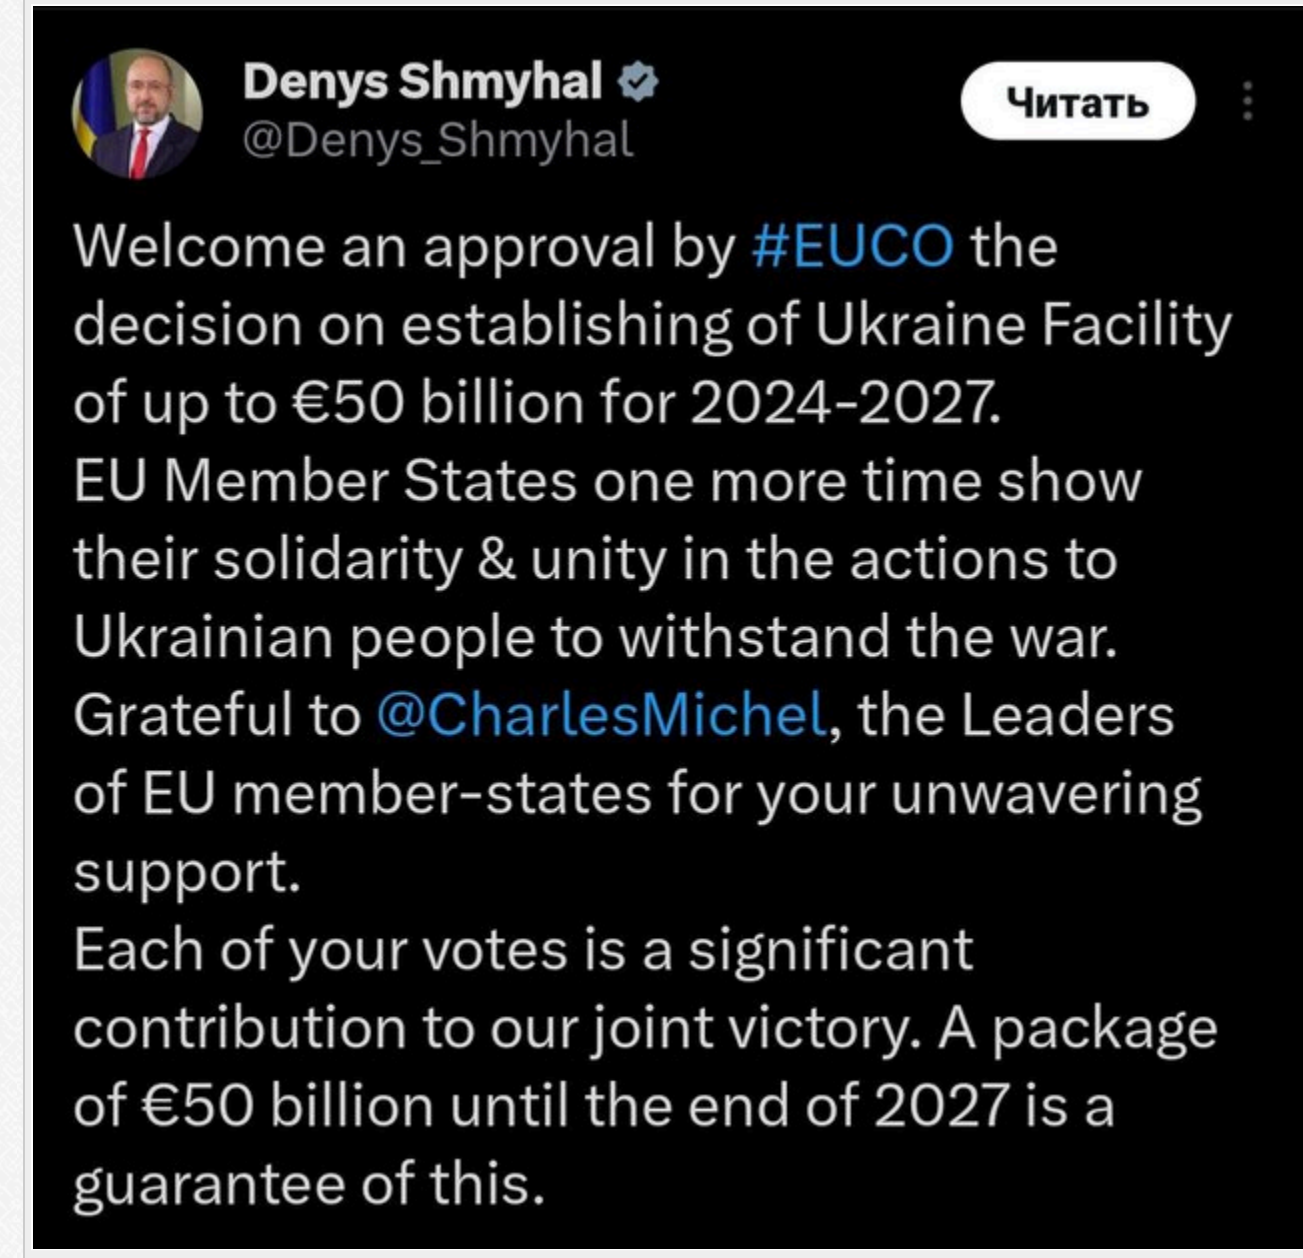 Denys Shmyhal
@Denys_Shmyhal
Читать
Welcome an approval by #EUCO the
decision on establishing of Ukraine Facility
of up to €50 billion for 2024-2027.
EU Member States one more time show
their solidarity & unity in the actions to
Ukrainian people to withstand the war.
Grateful to @CharlesMichel, the Leaders
of EU member-states for your unwavering
support.
Each of your votes is a significant
contribution to our joint victory. A package
of €50 billion until the end of 2027 is a
guarantee of this.